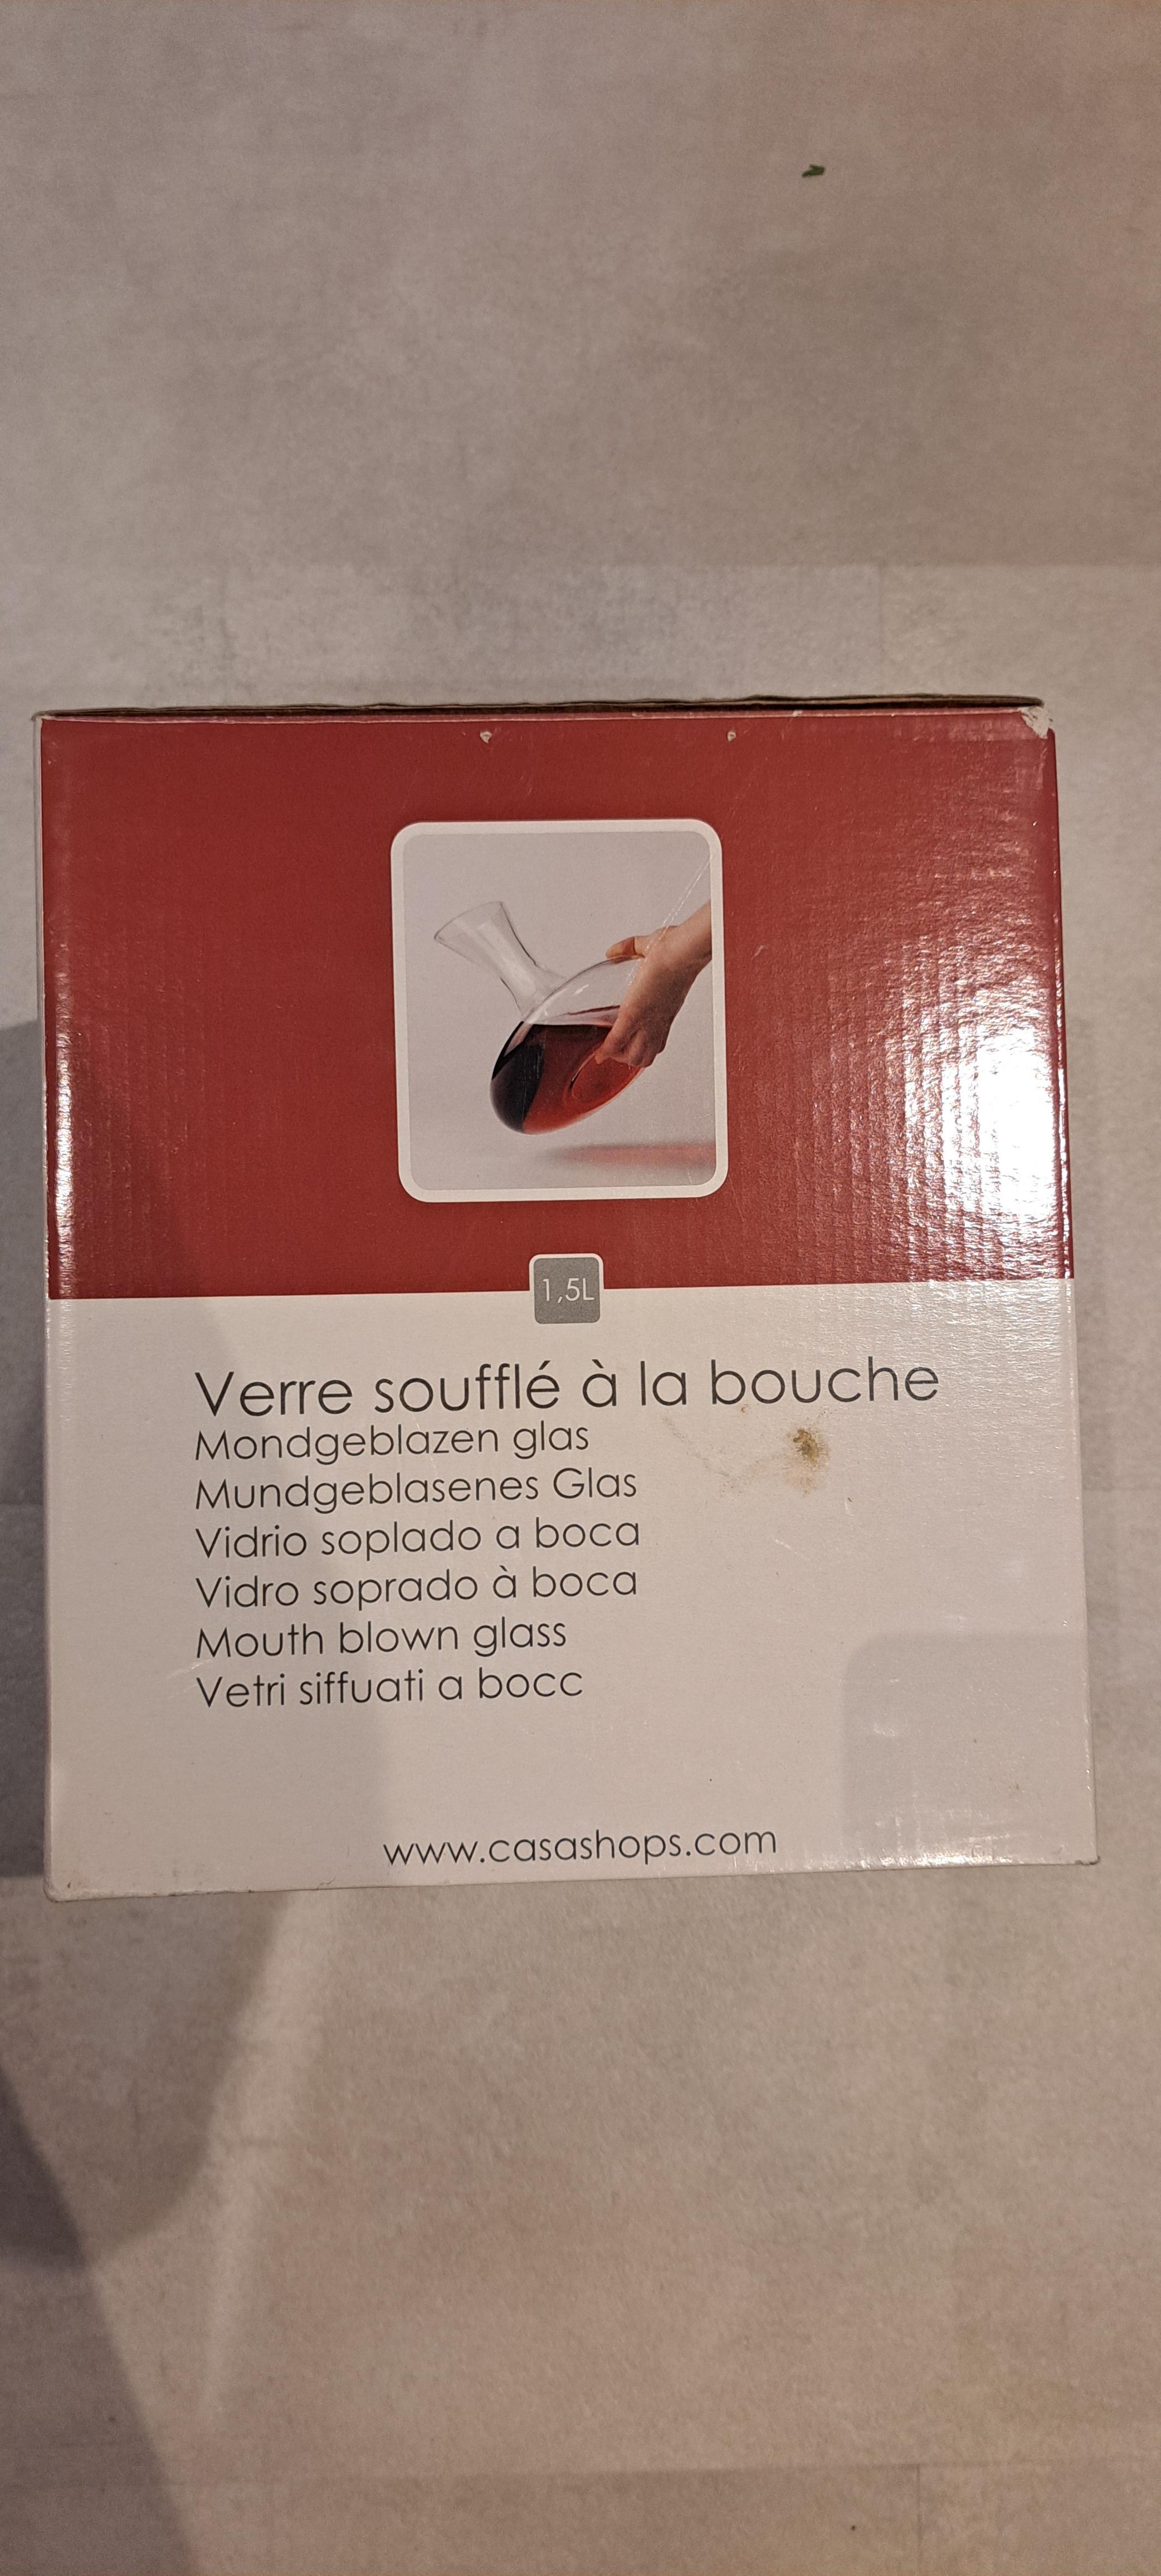 1,5L
Verre soufflé à la bouche
Mondgeblazen glas
Mundgeblasenes Glas
Vidrio soplado a boca
Vidro soprado à boca
Mouth blown glass
Vetri siffuati a bocc
www.casashops.com